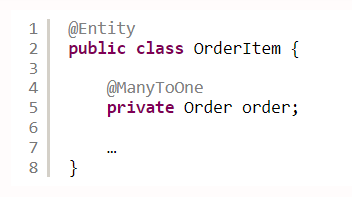 1 @Entity
2 public class OrderItem {
3
4     @ManyToOne
5     private Order order;
6
7     …
8 }